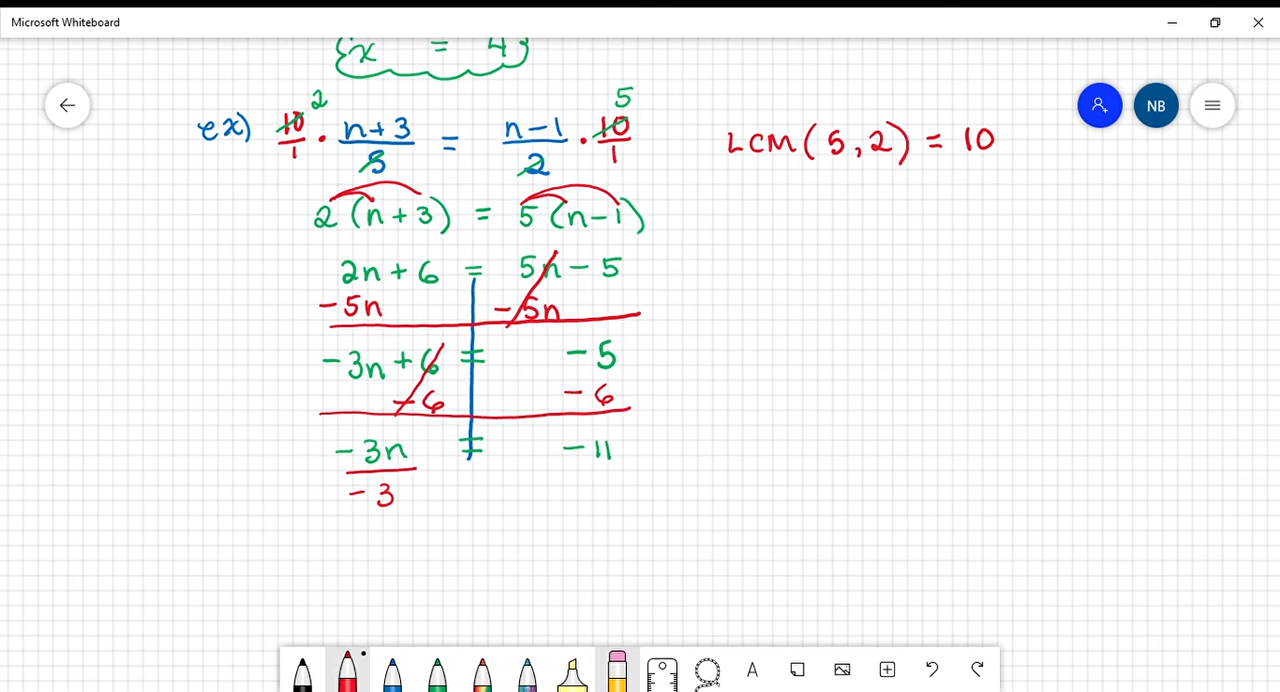 Microsoft Whiteboard
{x = 4}
NB
ex) 10/1 · (n+3)/5 = (n-1)/2 · 10/1 LCM(5,2) = 10
2 5
2(n+3) = 5(n-1)
2n+6 = 5n-5
-5n -5n
-3n+6 = -5
-6 -6
-3n = -11
-3
A